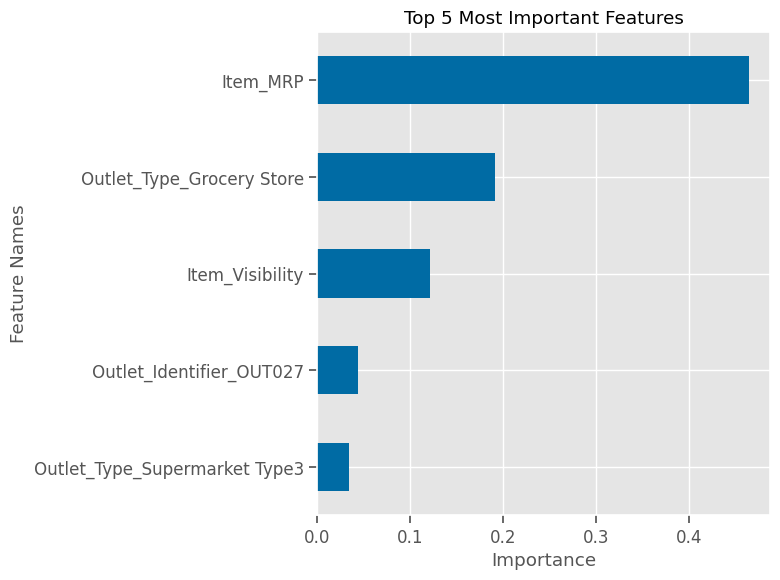 Top 5 Most Important Features
Feature Names
Item_MRP
Outlet_Type_Grocery Store
Item_Visibility
Outlet_Identifier_OUT027
Outlet_Type_Supermarket Type3
0.0 0.1 0.2 0.3 0.4
Importance